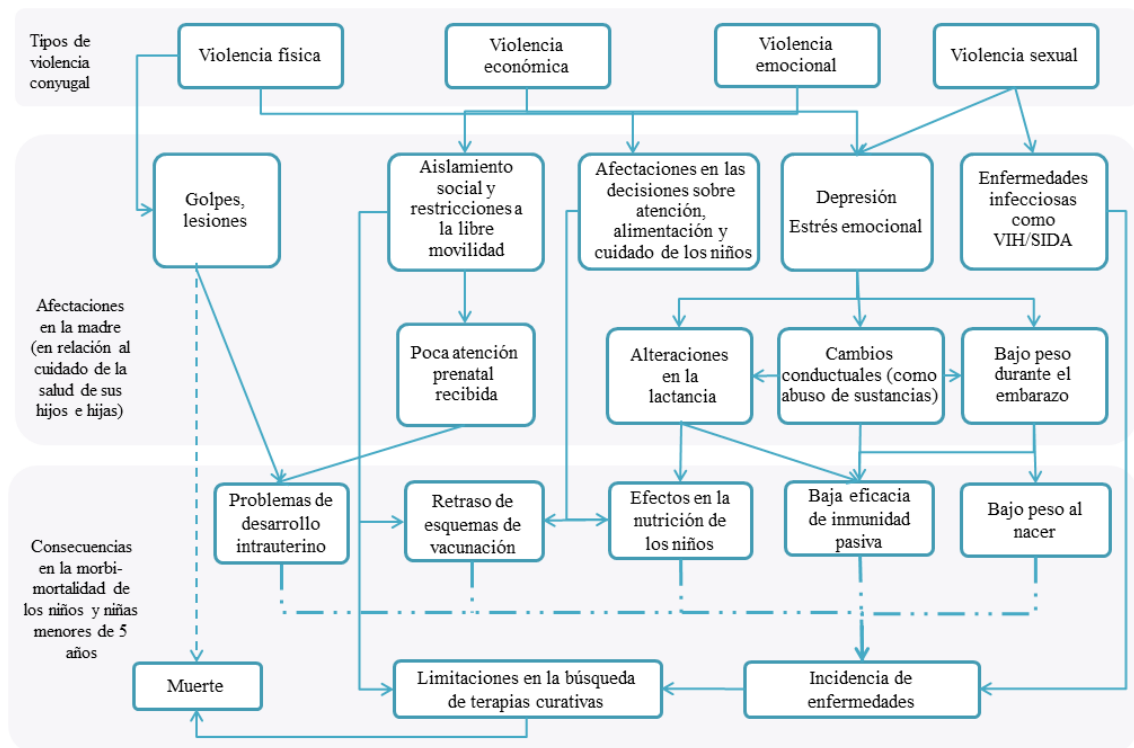 Tipos de
violencia
conyugal
Violencia física
Violencia
económica
Violencia
emocional
Violencia sexual
Afectaciones
en la madre
(en relación al
cuidado de la
salud de sus
hijos e hijas)
Golpes,
lesiones
Aislamiento
social y
restricciones a
la libre
movilidad
Afectaciones en las
decisiones sobre
atención,
alimentación y
cuidado de los niños
Depresión
Estrés emocional
Enfermedades
infecciosas
como
VIH/SIDA
Poca atención
prenatal
recibida
Alteraciones
en la
lactancia
Cambios
conductuales (como
abuso de sustancias)
Bajo peso
durante el
embarazo
Consecuencias
en la morbi-
mortalidad de
los niños y niñas
menores de 5
años
Problemas de
desarrollo
intrauterino
Retraso de
esquemas de
vacunación
Efectos en la
nutrición de
los niños
Baja eficacia
de inmunidad
pasiva
Bajo peso al
nacer
Muerte
Limitaciones en la búsqueda
de terapias curativas
Incidencia de
enfermedades